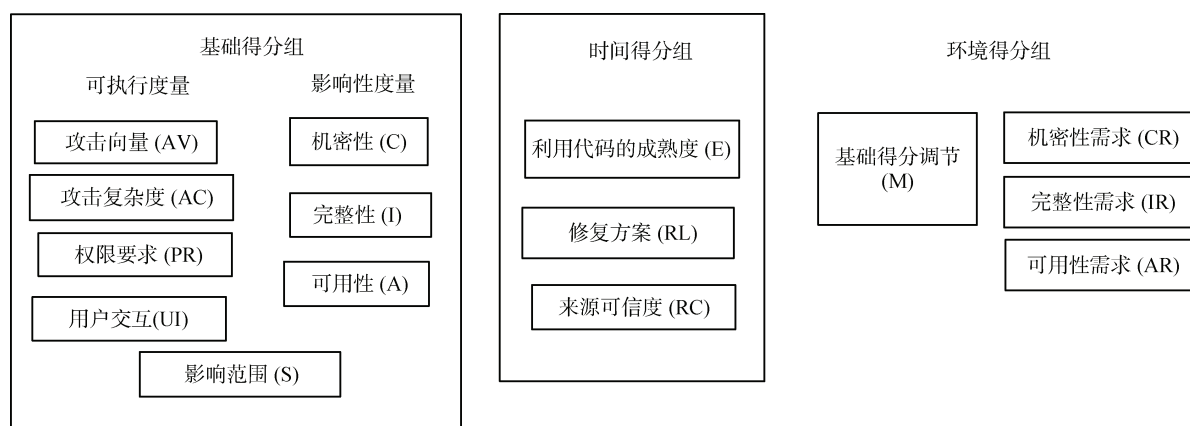 基础得分组
可执行度量
影响性度量
攻击向量 (AV)
攻击复杂度 (AC)
权限要求 (PR)
用户交互(UI)
机密性 (C)
完整性 (I)
可用性 (A)
影响范围 (S)
时间得分组
利用代码的成熟度 (E)
修复方案 (RL)
来源可信度 (RC)
环境得分组
基础得分调节
(M)
机密性需求 (CR)
完整性需求 (IR)
可用性需求 (AR)